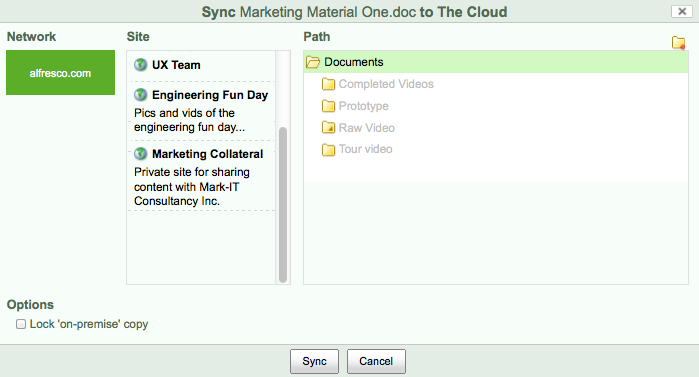 Sync Marketing Material One.doc to The Cloud
Network
Site
Path
alfresco.com
UX Team
Engineering Fun Day
Pics and vids of the
engineering fun day...
Marketing Collateral
Private site for sharing
content with Mark-IT
Consultancy Inc.
Documents
Completed Videos
Prototype
Raw Video
Tour video
Options
Lock 'on-premise' copy
Sync
Cancel